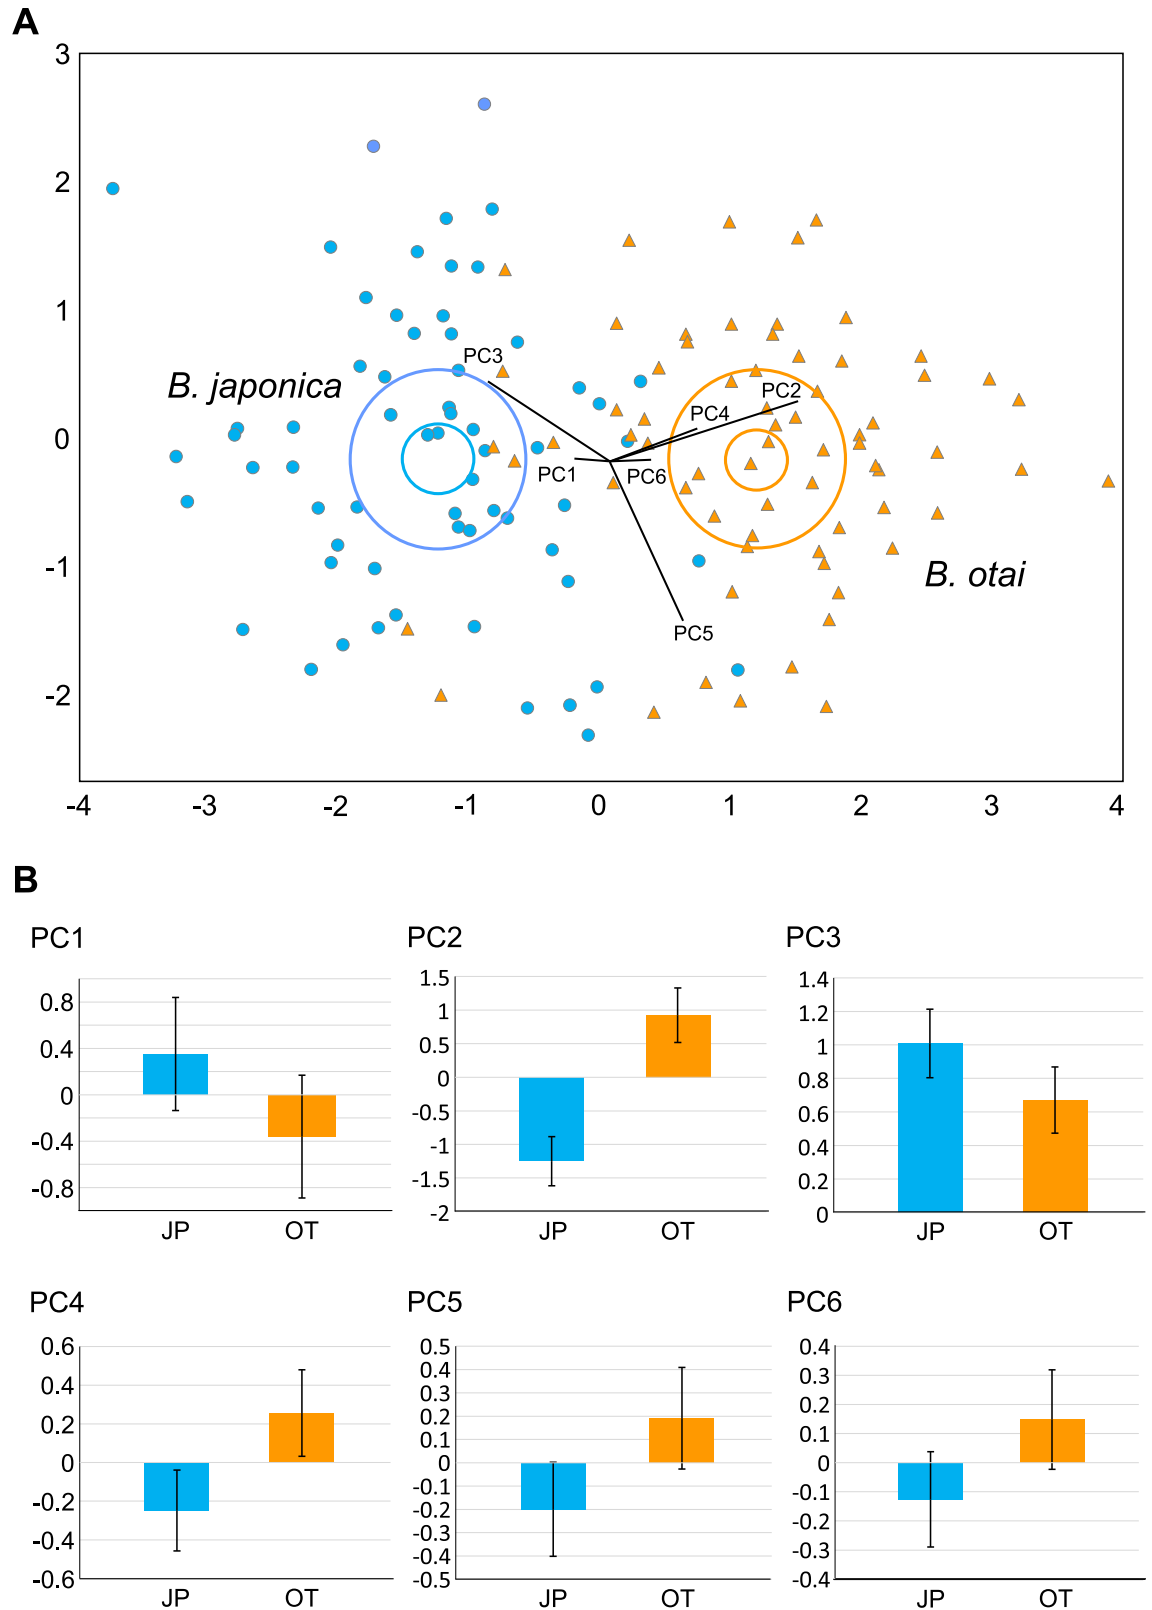 A
3
2
1
0
-1
-2
-4 -3 -2 -1 0 1 2 3 4
B. japonica
B. otai
PC3
PC2
PC4
PC1
PC6
PC5
B
PC1
0.8
0.4
0
-0.4
-0.8
JP OT
PC2
1.5
1
0.5
0
-0.5
-1
-1.5
-2
JP OT
PC3
1.4
1.2
1
0.8
0.6
0.4
0.2
0
JP OT
PC4
0.6
0.4
0.2
0
-0.2
-0.4
-0.6
JP OT
PC5
0.5
0.4
0.3
0.2
0.1
0
-0.1
-0.2
-0.3
-0.4
-0.5
JP OT
PC6
0.4
0.3
0.2
0.1
0
-0.1
-0.2
-0.3
-0.4
JP OT